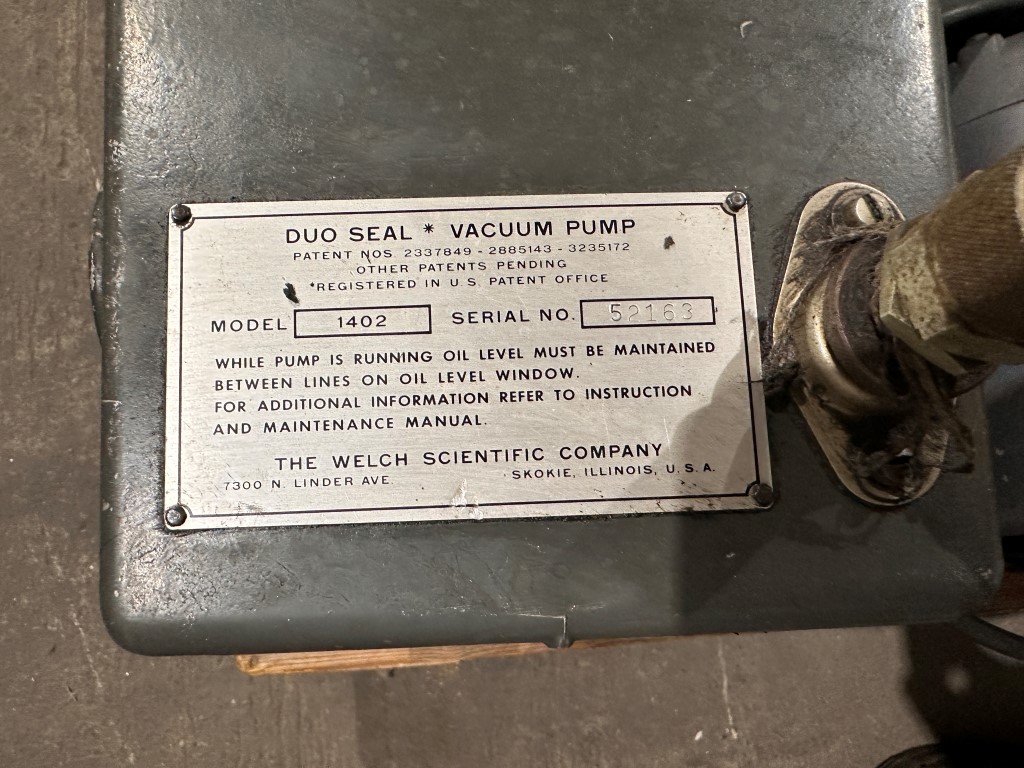 DUO SEAL * VACUUM PUMP
PATENT NOS. 2337849 - 2885143 - 3235172
OTHER PATENTS PENDING
*REGISTERED IN U.S. PATENT OFFICE
MODEL 1402 SERIAL NO. 52163
WHILE PUMP IS RUNNING OIL LEVEL MUST BE MAINTAINED
BETWEEN LINES ON OIL LEVEL WINDOW.
FOR ADDITIONAL INFORMATION REFER TO INSTRUCTION
AND MAINTENANCE MANUAL.
THE WELCH SCIENTIFIC COMPANY
7300 N. LINDER AVE. SKOKIE, ILLINOIS, U.S.A.